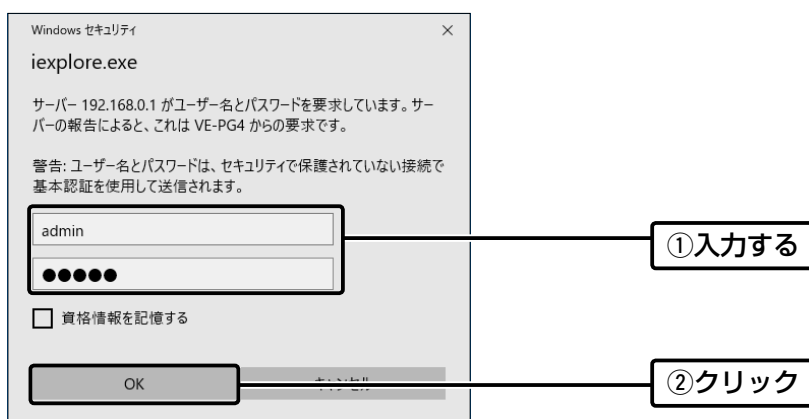 Windows セキュリティ
iexplore.exe
サーバー 192.168.0.1 がユーザー名とパスワードを要求しています。サー
バーの報告によると、これは VE-PG4 からの要求です。
警告: ユーザー名とパスワードは、セキュリティで保護されていない接続で
基本認証を使用して送信されます。
admin
●●●●●
①入力する
資格情報を記憶する
OK
キャンセル
②クリック